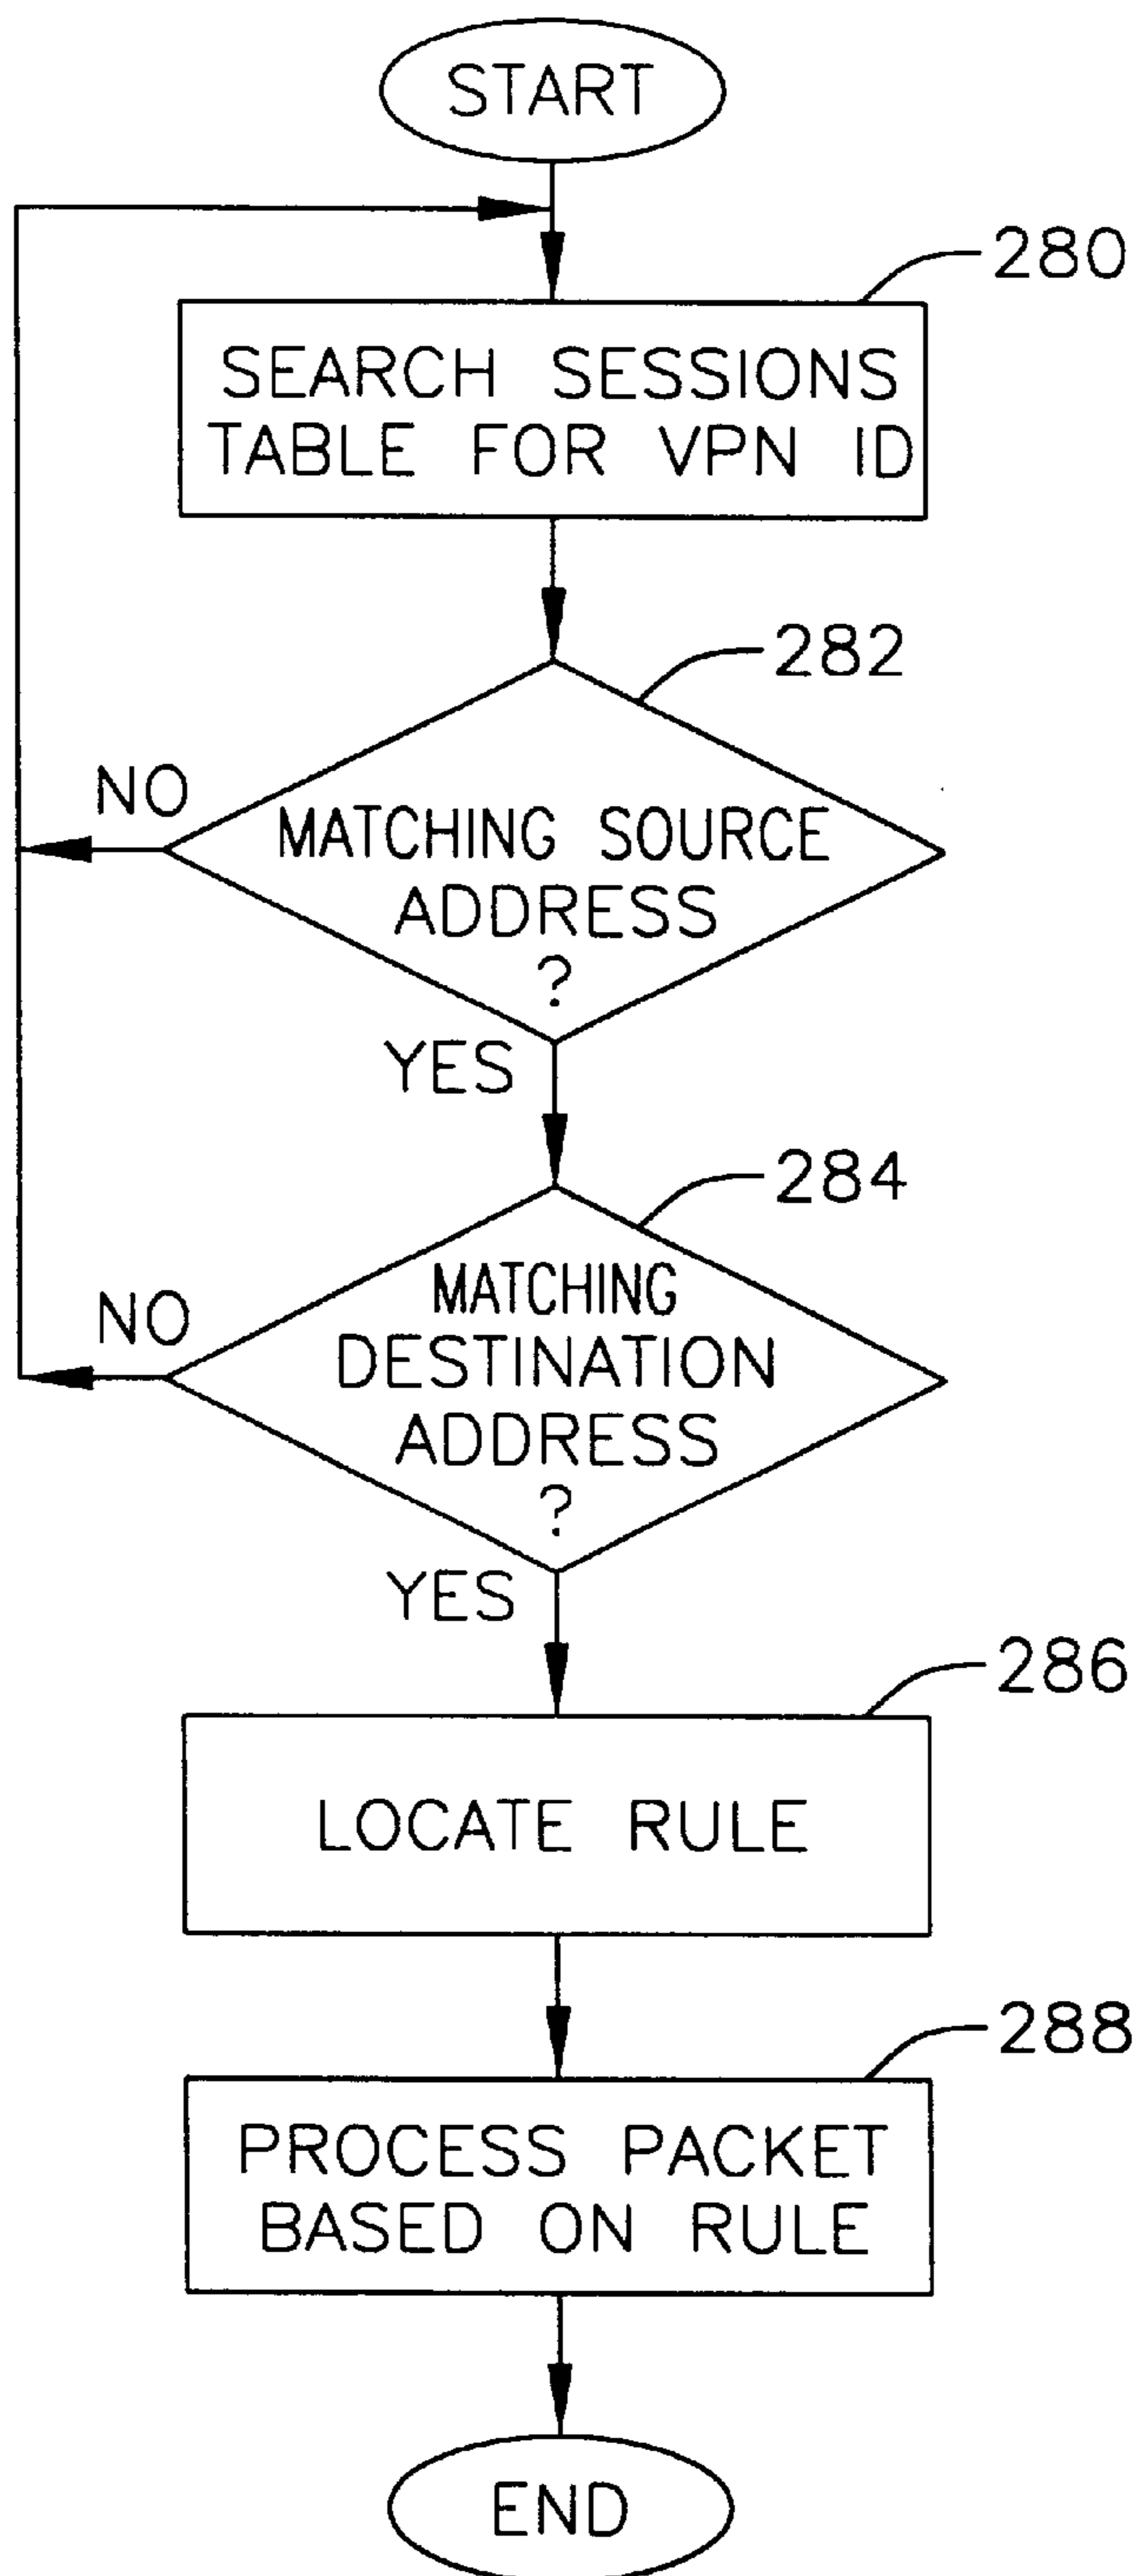 START
280
SEARCH SESSIONS
TABLE FOR VPN ID
282
NO
MATCHING SOURCE
ADDRESS
?
YES
284
NO
MATCHING
DESTINATION
ADDRESS
?
YES
286
LOCATE RULE
288
PROCESS PACKET
BASED ON RULE
END